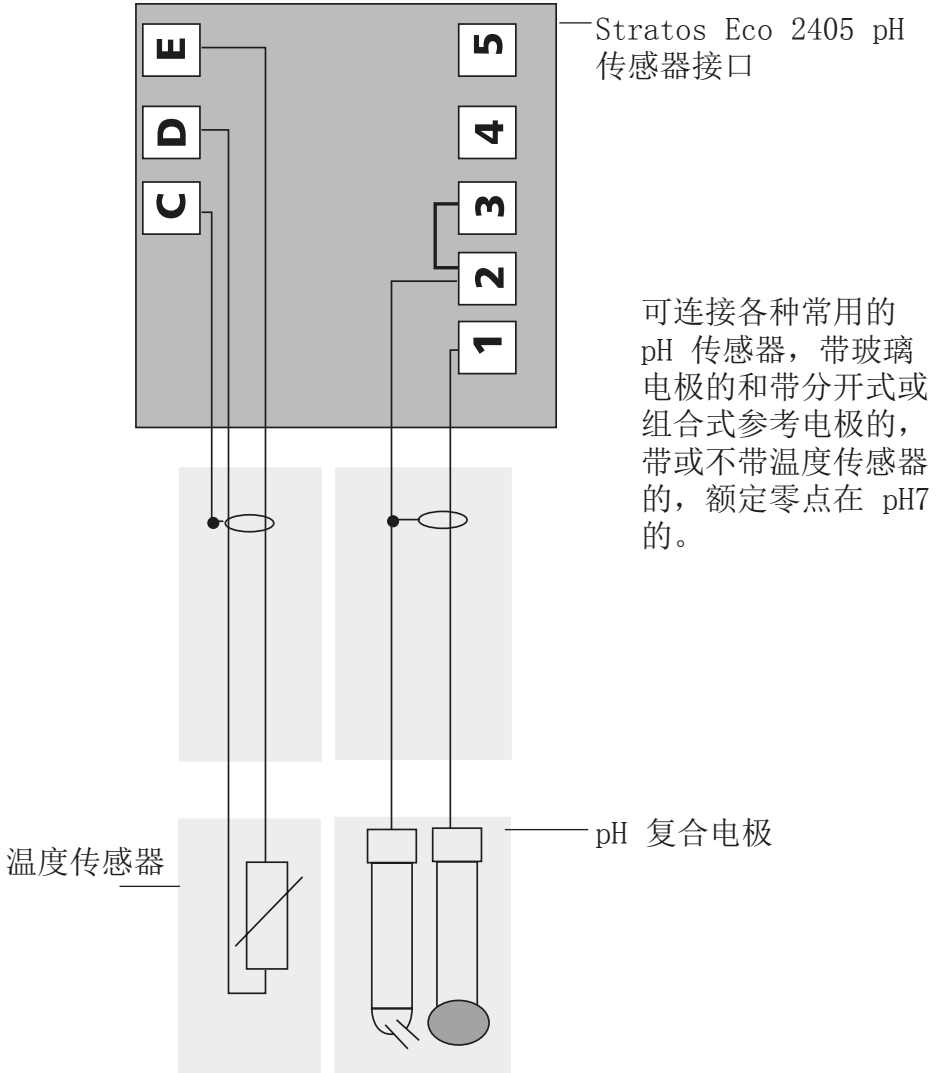 Stratos Eco 2405 pH
传感器接口
E
D
C
5
4
3
2
1
可连接各种常用的
pH 传感器，带玻璃
电极的和带分开式或
组合式参考电极的，
带或不带温度传感器
的，额定零点在 pH7
的。
pH 复合电极
温度传感器